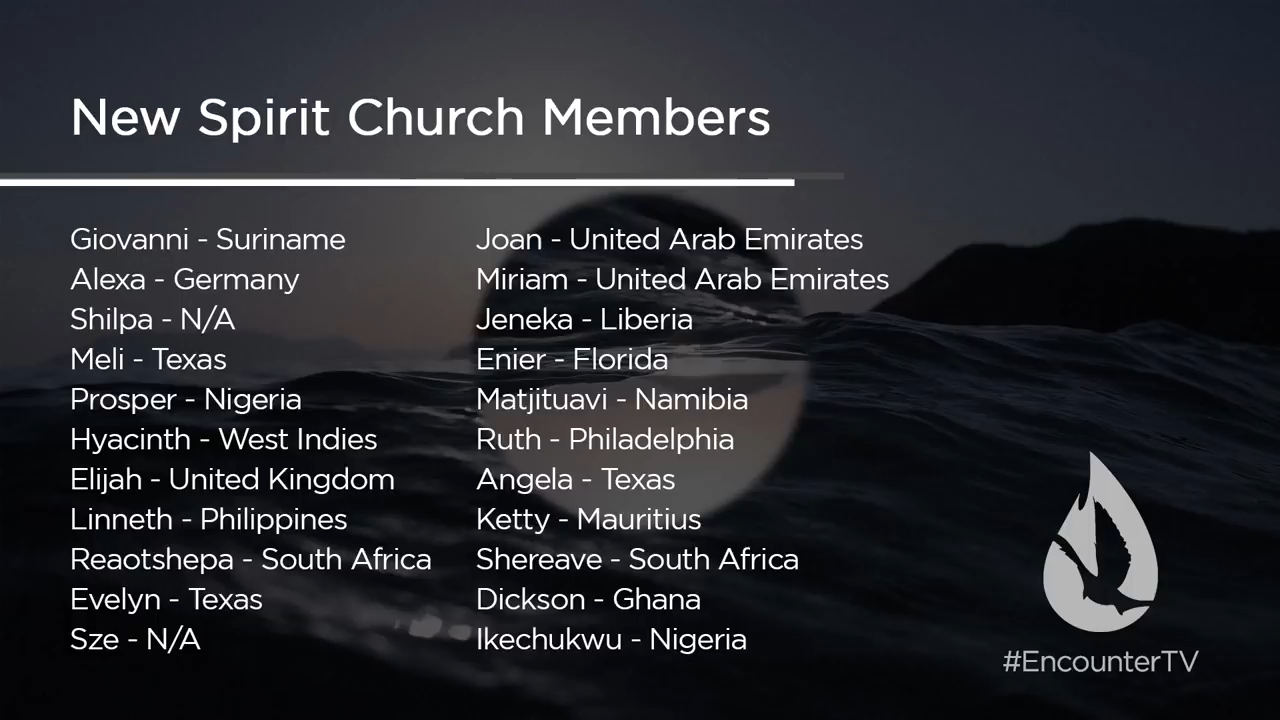 New Spirit Church Members
Giovanni - Suriname
Alexa - Germany
Shilpa - N/A
Meli - Texas
Prosper - Nigeria
Hyacinth - West Indies
Elijah - United Kingdom
Linneth - Philippines
Reaotshepa - South Africa
Evelyn - Texas
Sze - N/A
Joan - United Arab Emirates
Miriam - United Arab Emirates
Jeneka - Liberia
Enier - Florida
Matjituavi - Namibia
Ruth - Philadelphia
Angela - Texas
Ketty - Mauritius
Shereave - South Africa
Dickson - Ghana
Ikechukwu - Nigeria
#EncounterTV